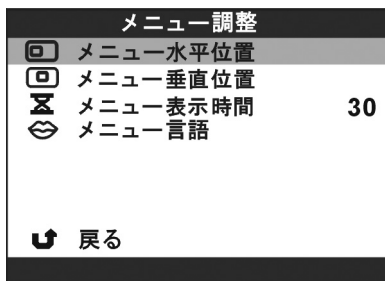 メニュー調整
メニュー水平位置
メニュー垂直位置
メニュー表示時間 30
メニュー言語
戻る